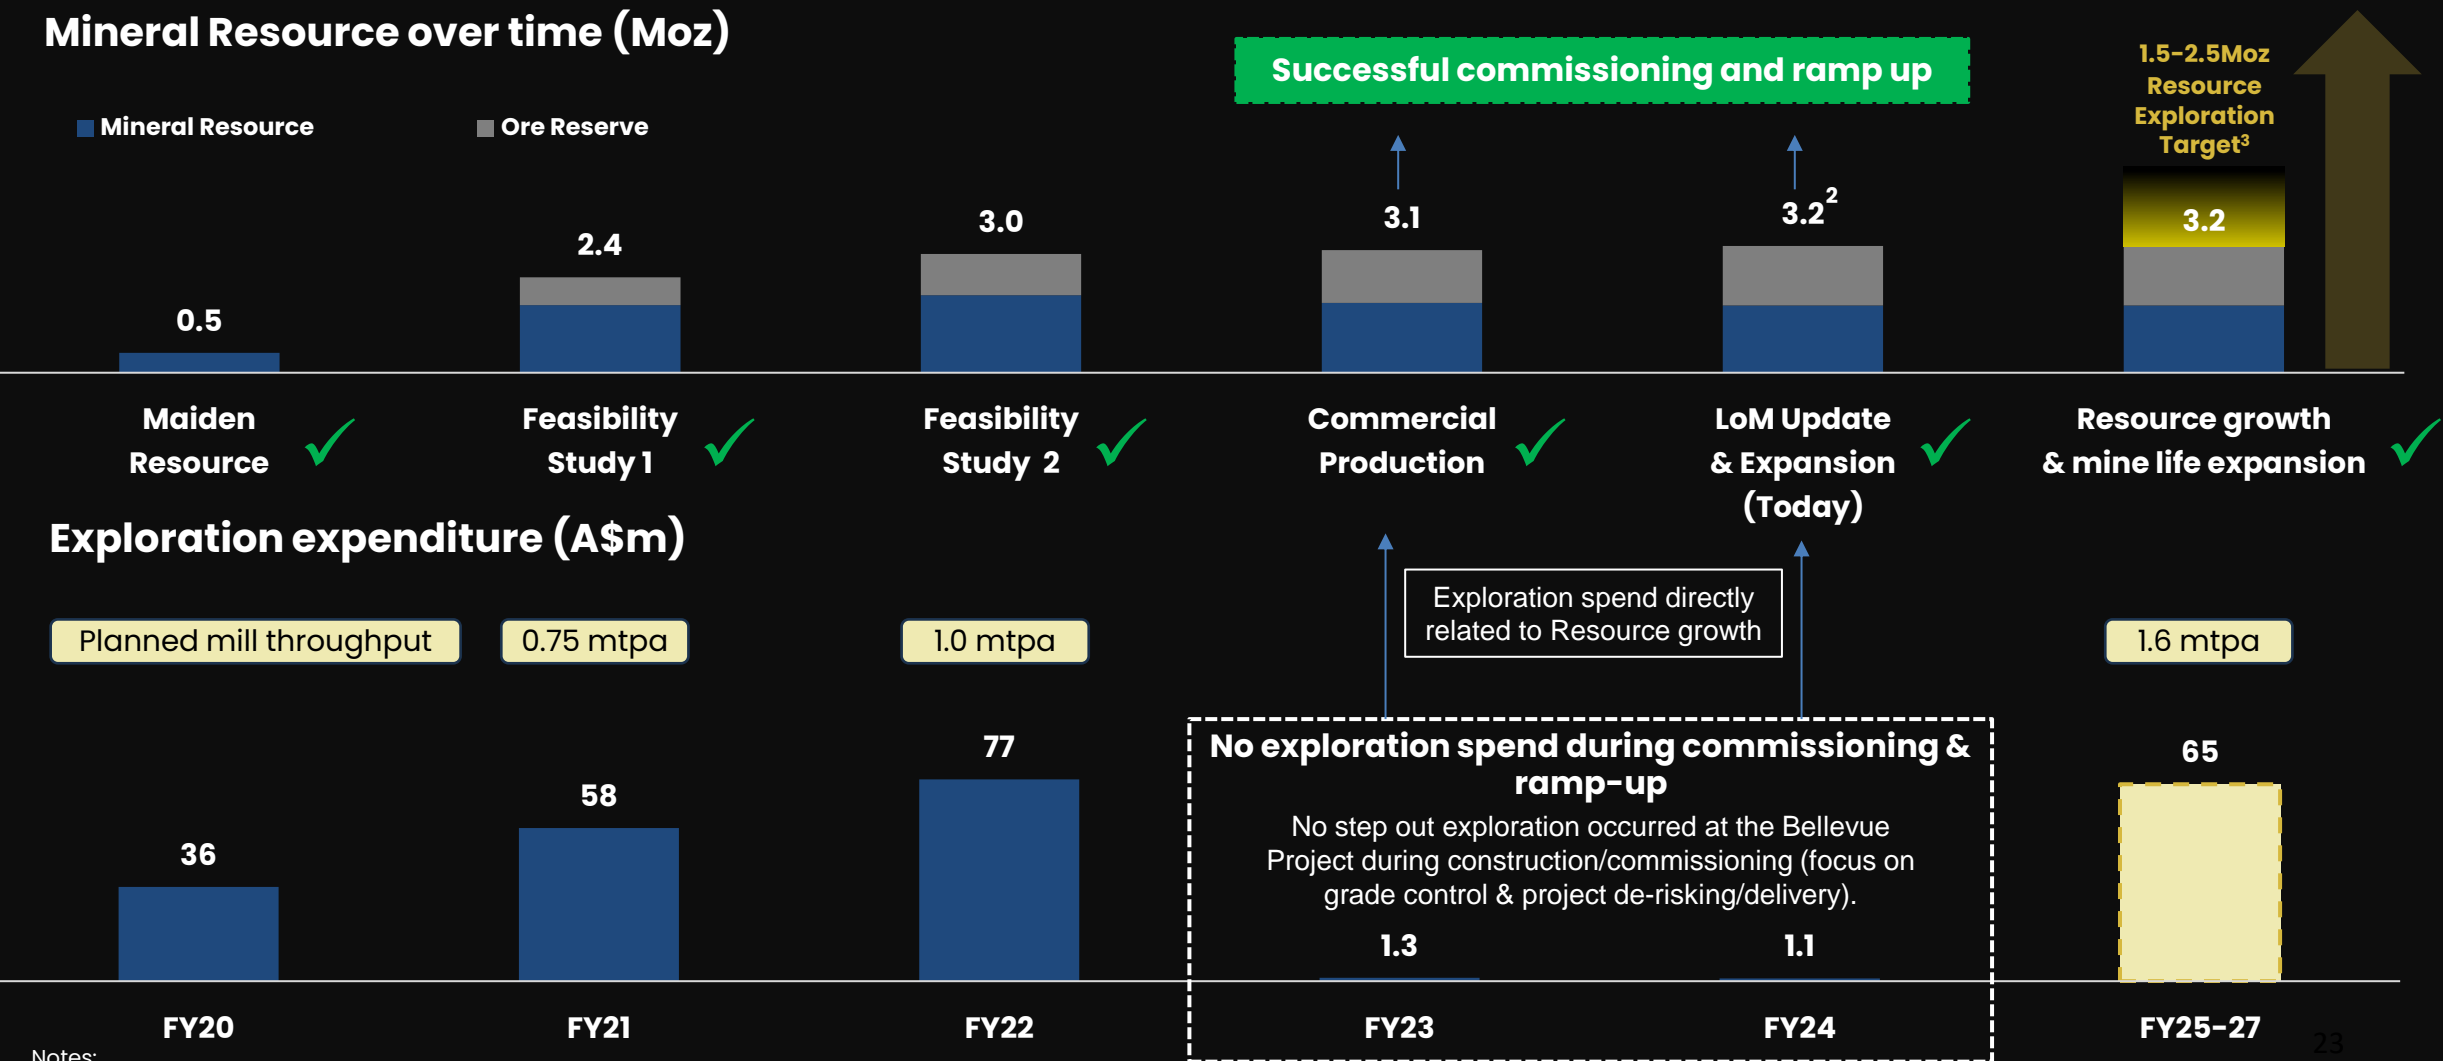 Mineral Resource over time (Moz)
Mineral Resource
Ore Reserve
Successful commissioning and ramp up
1.5-2.5Moz
Resource
Exploration
Target³
0.5
2.4
3.0
3.1
3.2²
3.2
Maiden
Resource
Feasibility
Study 1
Feasibility
Study 2
Commercial
Production
LoM Update
& Expansion
(Today)
Resource growth
& mine life expansion
Exploration expenditure (A$m)
Exploration spend directly
related to Resource growth
Planned mill throughput
0.75 mtpa
1.0 mtpa
1.6 mtpa
No exploration spend during commissioning &
ramp-up
No step out exploration occurred at the Bellevue
Project during construction/commissioning (focus on
grade control & project de-risking/delivery).
36
58
77
1.3
1.1
65
FY20
FY21
FY22
FY23
FY24
FY25-27
23
Notes: